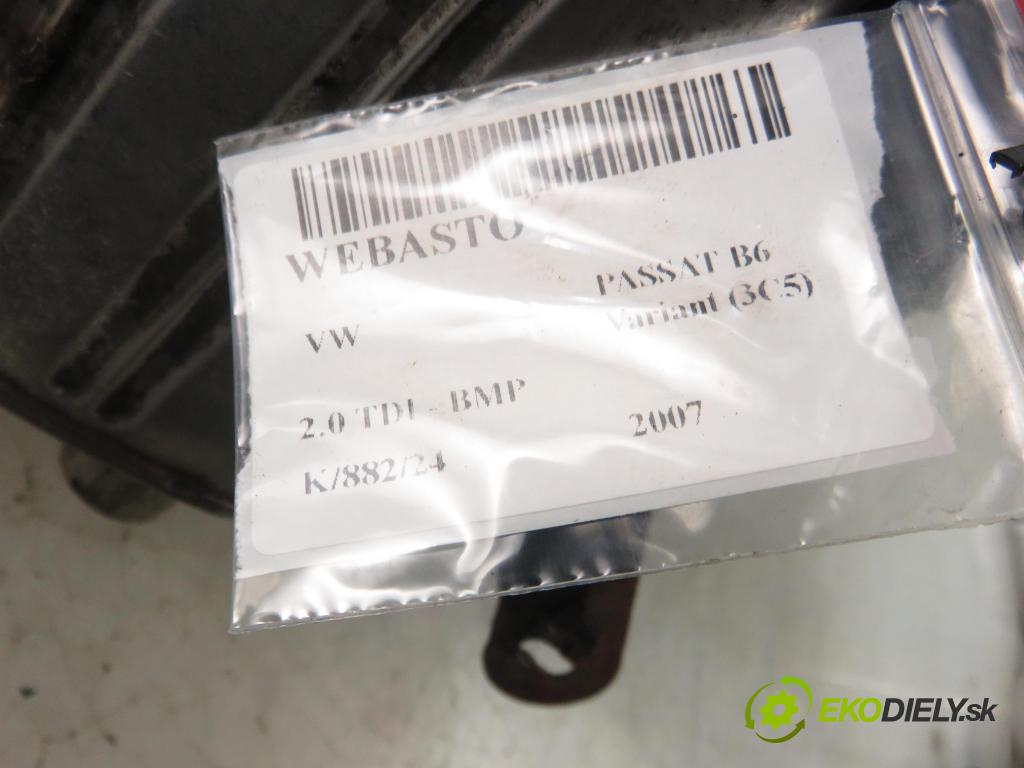 WEBASTO
VW
PASSAT B6
Variant (3C5)
2.0 TDI - BMP
2007
K/882/24
EKODIELY.sk